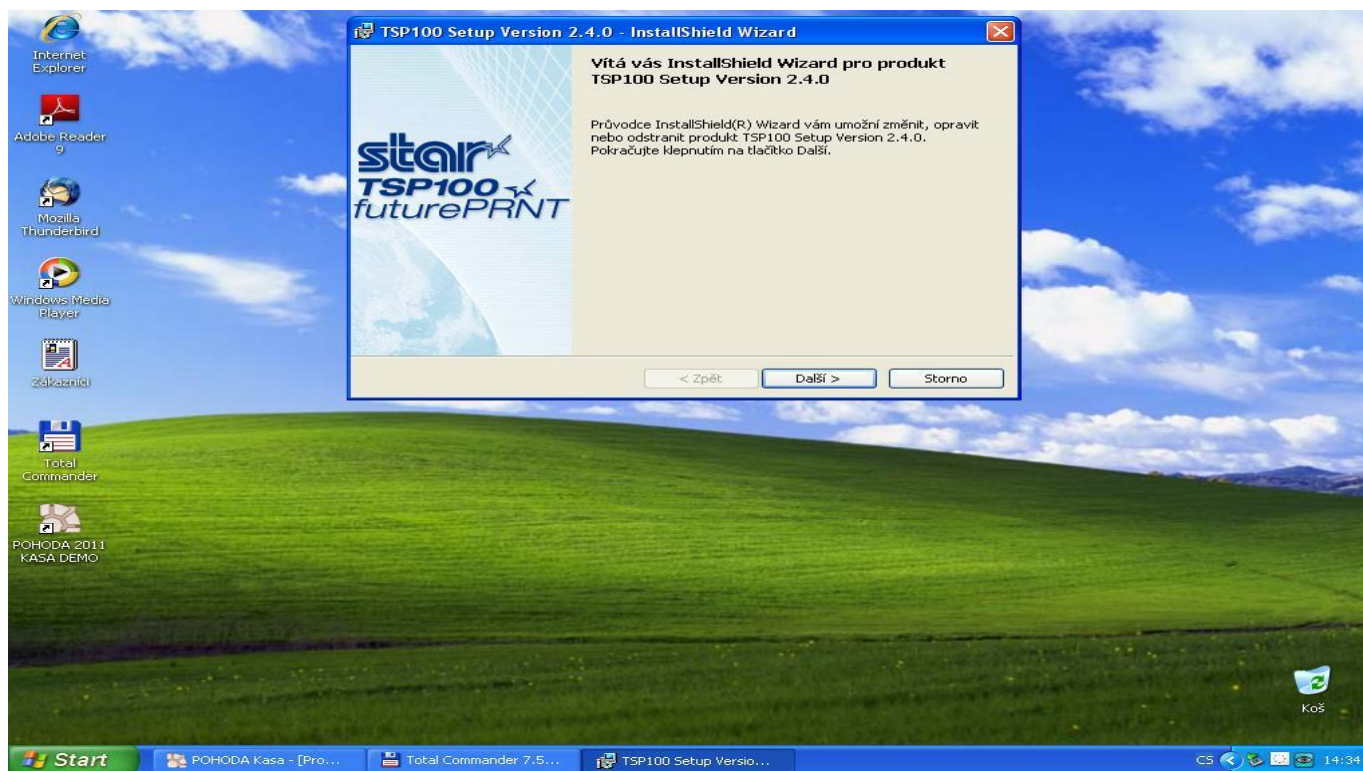 Internet
Explorer
Adobe Reader
9
Mozilla
Thunderbird
Windows Media
Player
Zákazníci
Total
Commander
POHODA 2011
KASA DEMO
TSP100 Setup Version 2.4.0 - InstallShield Wizard
Vítá vás InstallShield Wizard pro produkt
TSP100 Setup Version 2.4.0
Průvodce InstallShield(R) Wizard vám umožní změnit, opravit
nebo odstranit produkt TSP100 Setup Version 2.4.0.
Pokračujte klepnutím na tlačítko Další.
star
TSP100
futurePRNT
< Zpět
Další >
Storno
Koš
Start
POHODA Kasa - [Pro...
Total Commander 7.5...
TSP100 Setup Versio...
CS
14:34